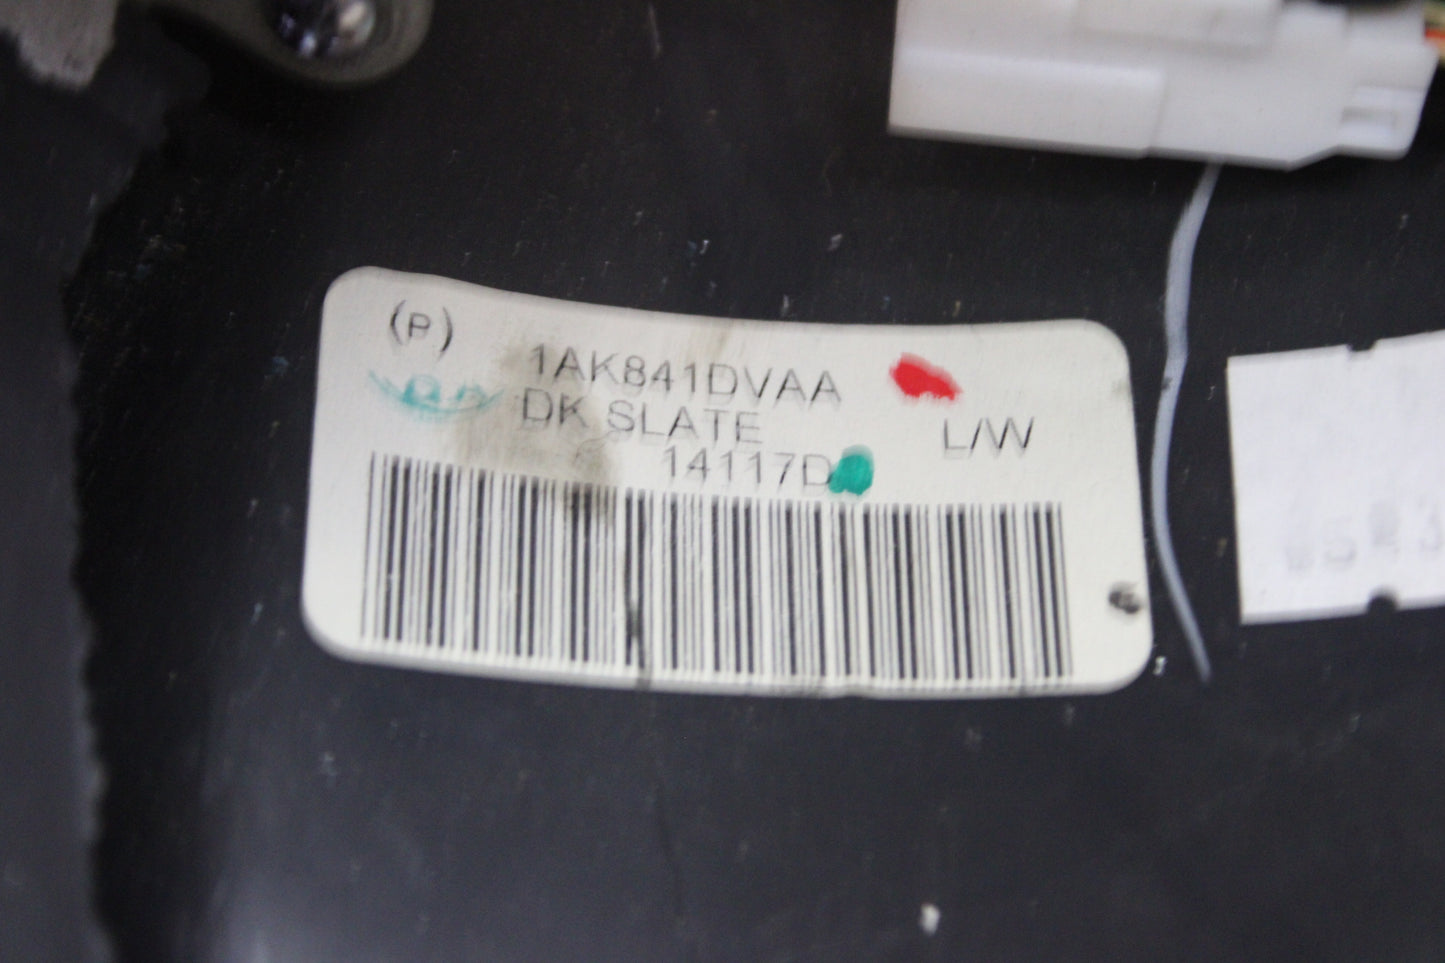 (P)
1AK841DVAA
DK SLATE
L/W
14117D